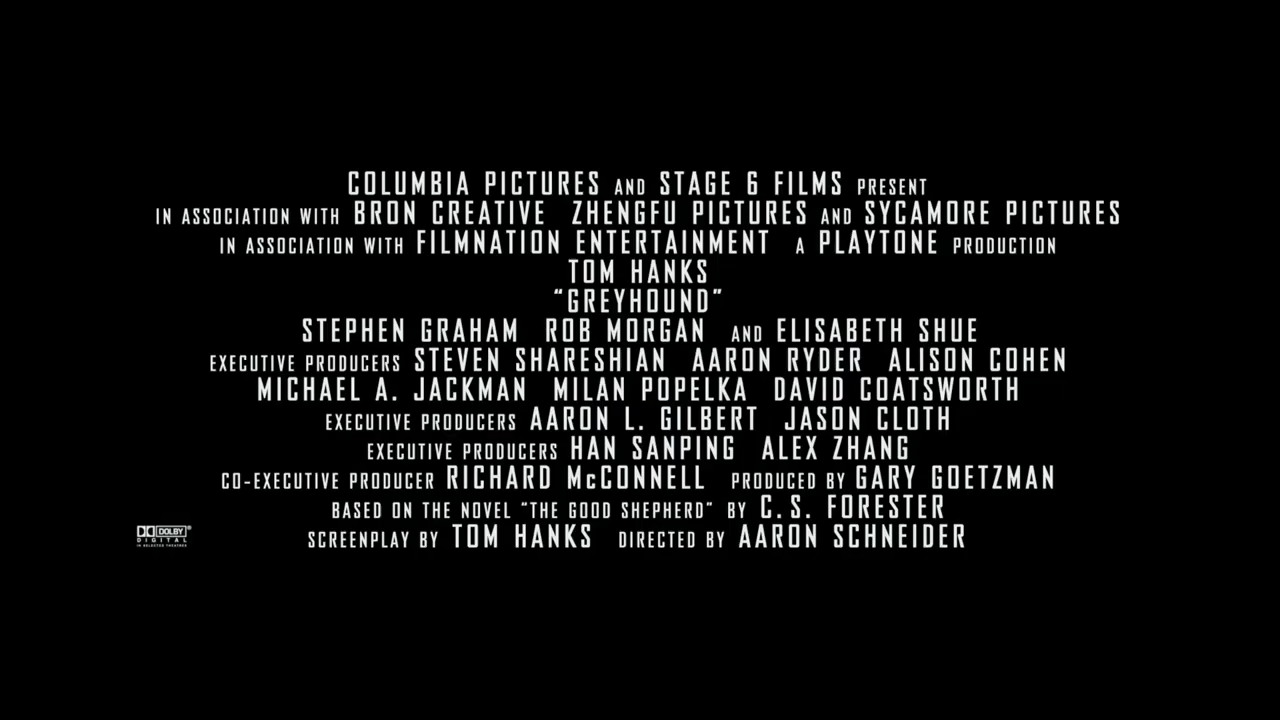 COLUMBIA PICTURES AND STAGE 6 FILMS PRESENT
IN ASSOCIATION WITH BRON CREATIVE ZHENGFU PICTURES AND SYCAMORE PICTURES
IN ASSOCIATION WITH FILMNATION ENTERTAINMENT A PLAYTONE PRODUCTION
TOM HANKS
“GREYHOUND”
STEPHEN GRAHAM ROB MORGAN AND ELISABETH SHUE
EXECUTIVE PRODUCERS STEVEN SHARESHIAN AARON RYDER ALISON COHEN
MICHAEL A. JACKMAN MILAN POPELKA DAVID COATSWORTH
EXECUTIVE PRODUCERS AARON L. GILBERT JASON CLOTH
EXECUTIVE PRODUCERS HAN SANPING ALEX ZHANG
CO-EXECUTIVE PRODUCER RICHARD McCONNELL PRODUCED BY GARY GOETZMAN
BASED ON THE NOVEL “THE GOOD SHEPHERD” BY C.S. FORESTER
SCREENPLAY BY TOM HANKS DIRECTED BY AARON SCHNEIDER
DOLBY®
DIGITAL
IN SELECTED THEATRES